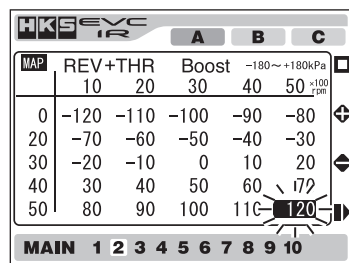 HKS EVC IR
A B C
MAP REV+THR Boost -180~+180kPa
10 20 30 40 50 ×100 rpm
0 -120 -110 -100 -90 -80
20 -70 -60 -50 -40 -30
30 -20 -10 0 10 20
40 30 40 50 60
50 80 90 100 110 120
MAIN 1 2 3 4 5 6 7 8 9 10